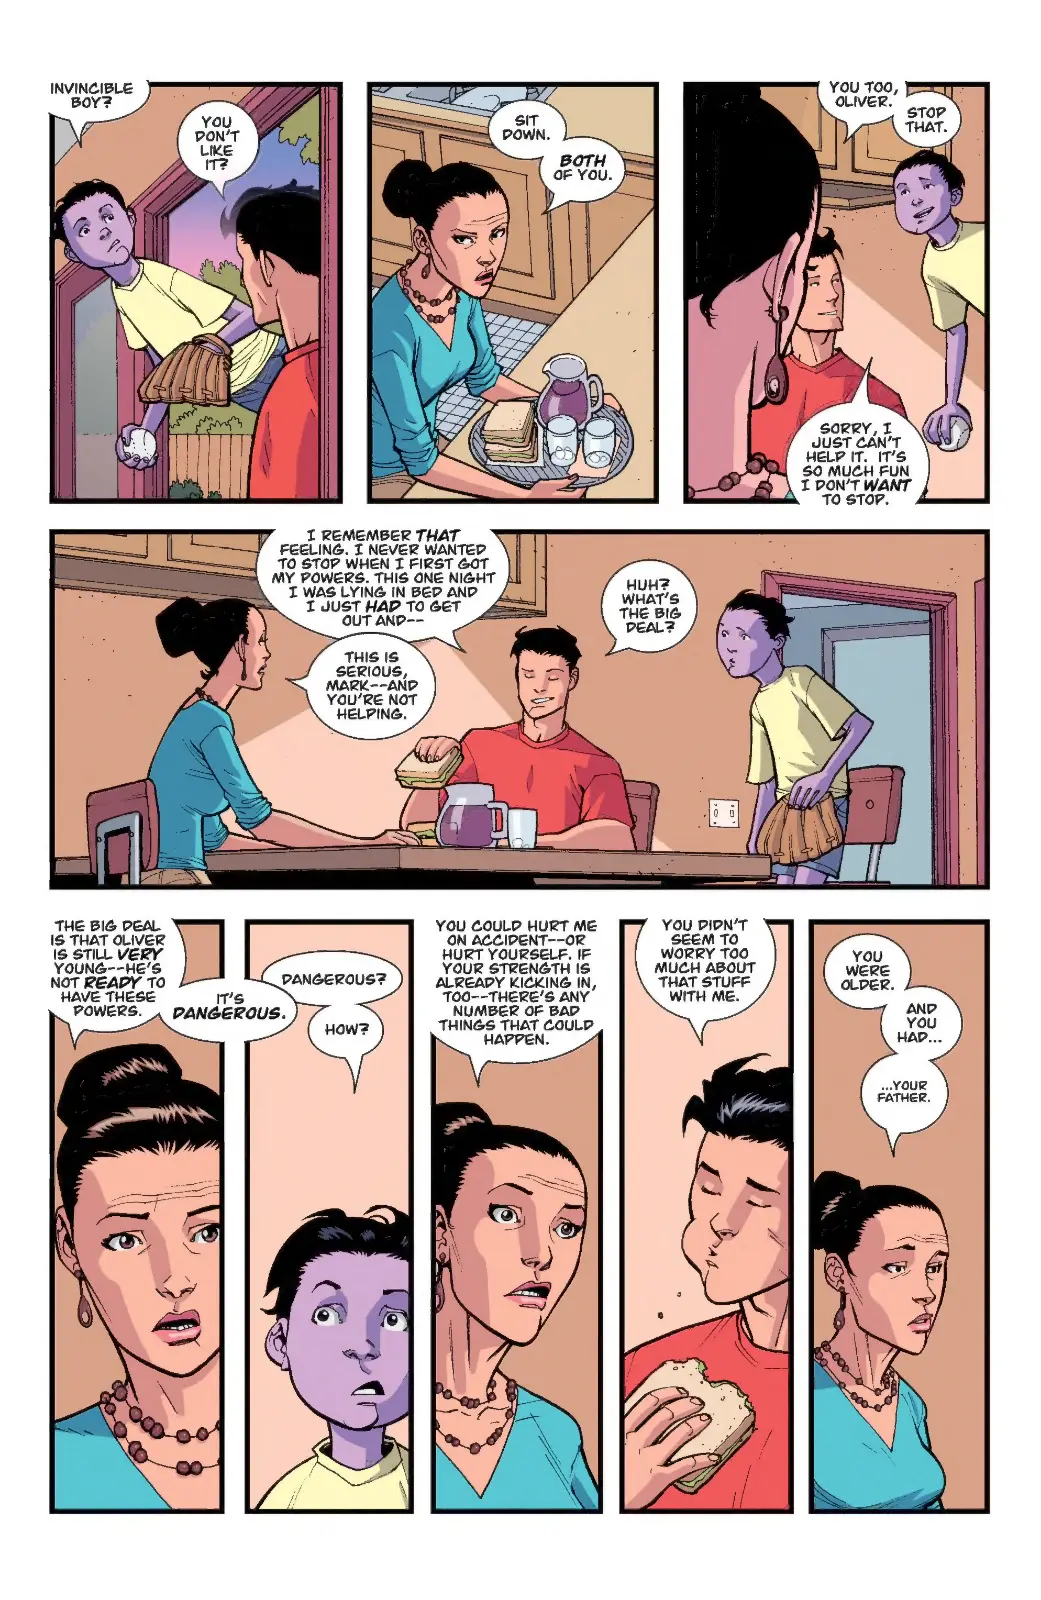 INVINCIBLE
BOY?
YOU
DON'T
LIKE
IT?
SIT
DOWN.
BOTH
OF YOU.
YOU TOO,
OLIVER.
STOP
THAT.
SORRY, I
JUST CAN'T
HELP IT. IT'S
SO MUCH FUN
I DON'T WANT
TO STOP.
I REMEMBER THAT
FEELING. I NEVER WANTED
TO STOP WHEN I FIRST GOT
MY POWERS. THIS ONE NIGHT
I WAS LYING IN BED AND
I JUST HAD TO GET
OUT AND--
THIS IS
SERIOUS,
MARK--AND
YOU'RE NOT
HELPING.
HUH?
WHAT'S
THE BIG
DEAL?
THE BIG DEAL
IS THAT OLIVER
IS STILL VERY
YOUNG--HE'S
NOT READY TO
HAVE THESE
POWERS.
IT'S
DANGEROUS.
DANGEROUS?
HOW?
YOU COULD HURT ME
ON ACCIDENT--OR
HURT YOURSELF. IF
YOUR STRENGTH IS
ALREADY KICKING IN,
TOO--THERE'S ANY
NUMBER OF BAD
THINGS THAT COULD
HAPPEN.
YOU DIDN'T
SEEM TO
WORRY TOO
MUCH ABOUT
THAT STUFF
WITH ME.
YOU
WERE
OLDER.
AND
YOU
HAD...
...YOUR
FATHER.